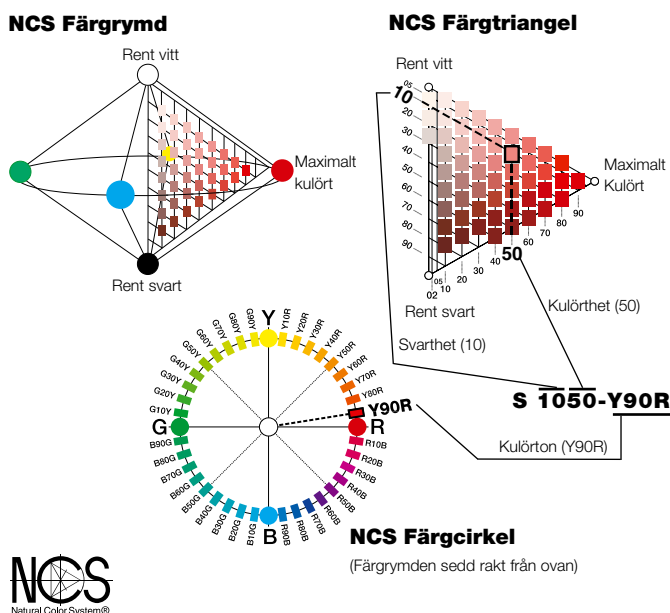 NCS Färgrymd
Rent vitt
Maximalt
kulört
Rent svart
NCS Färgtriangel
Rent vitt
05
10
20
30
40
50
60
70
80
90
Maximalt
Kulört
Rent svart
02
05
10
20
30
40
50
60
70
80
90
Kulörthet (50)
Svarthet (10)
S 1050-Y90R
Kulörton (Y90R)
Y
Y10R
Y20R
Y30R
Y40R
Y50R
Y60R
Y70R
Y80R
Y90R
R
R10B
R20B
R30B
R40B
R50B
R60B
R70B
R80B
R90B
B
B10G
B20G
B30G
B40G
B50G
B60G
B70G
B80G
B90G
G
G10Y
G20Y
G30Y
G40Y
G50Y
G60Y
G70Y
G80Y
G90Y
NCS Färgcirkel
(Färgrymden sedd rakt från ovan)
NCS
Natural Color System®